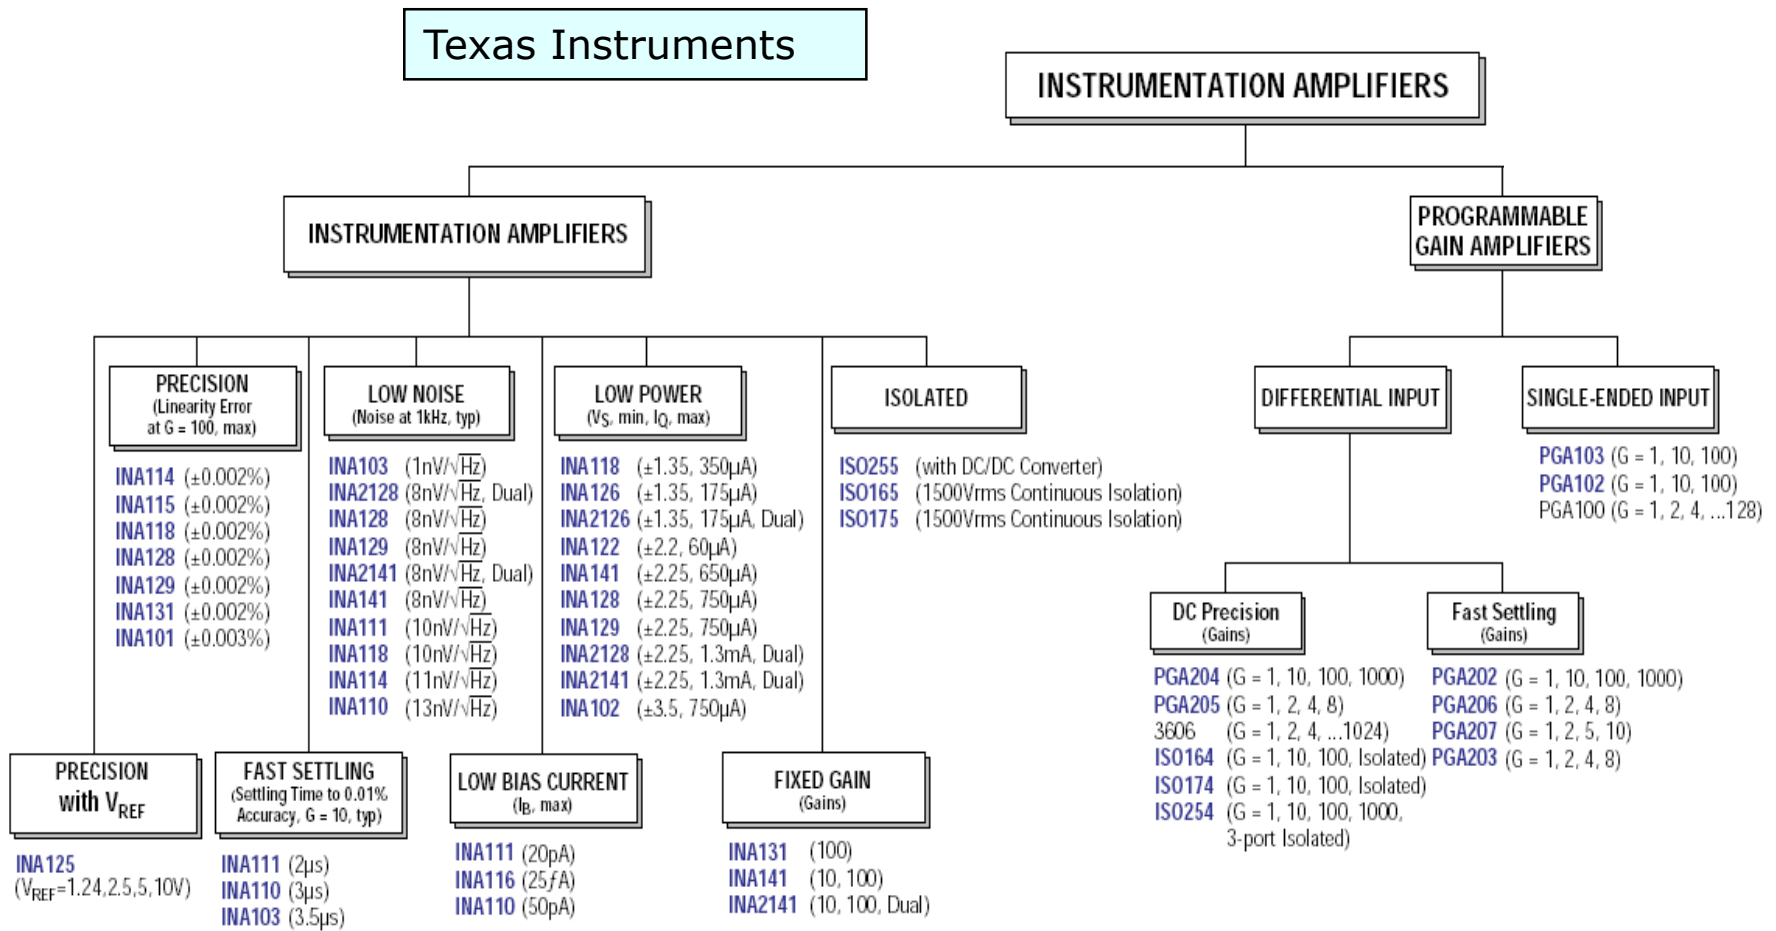 Texas Instruments
INSTRUMENTATION AMPLIFIERS
INSTRUMENTATION AMPLIFIERS
PROGRAMMABLE
GAIN AMPLIFIERS
PRECISION
(Linearity Error
at G = 100, max)
INA114 (±0.002%)
INA115 (±0.002%)
INA118 (±0.002%)
INA128 (±0.002%)
INA129 (±0.002%)
INA131 (±0.002%)
INA101 (±0.003%)
LOW NOISE
(Noise at 1kHz, typ)
INA103 (1nV/√Hz)
INA2128 (8nV/√Hz, Dual)
INA128 (8nV/√Hz)
INA129 (8nV/√Hz)
INA2141 (8nV/√Hz, Dual)
INA141 (8nV/√Hz)
INA111 (10nV/√Hz)
INA118 (10nV/√Hz)
INA114 (11nV/√Hz)
INA110 (13nV/√Hz)
LOW POWER
(VS, min, IQ, max)
INA118 (±1.35, 350µA)
INA126 (±1.35, 175µA)
INA2126 (±1.35, 175µA, Dual)
INA122 (±2.2, 60µA)
INA141 (±2.25, 650µA)
INA128 (±2.25, 750µA)
INA129 (±2.25, 750µA)
INA2128 (±2.25, 1.3mA, Dual)
INA2141 (±2.25, 1.3mA, Dual)
INA102 (±3.5, 750µA)
ISOLATED
ISO255 (with DC/DC Converter)
ISO165 (1500Vrms Continuous Isolation)
ISO175 (1500Vrms Continuous Isolation)
DIFFERENTIAL INPUT
SINGLE-ENDED INPUT
PGA103 (G = 1, 10, 100)
PGA102 (G = 1, 10, 100)
PGA100 (G = 1, 2, 4, ...128)
DC Precision
(Gains)
PGA204 (G = 1, 10, 100, 1000)
PGA205 (G = 1, 2, 4, 8)
3606 (G = 1, 2, 4, ...1024)
ISO164 (G = 1, 10, 100, Isolated)
ISO174 (G = 1, 10, 100, Isolated)
ISO254 (G = 1, 10, 100, 1000,
3-port Isolated)
Fast Settling
(Gains)
PGA202 (G = 1, 10, 100, 1000)
PGA206 (G = 1, 2, 4, 8)
PGA207 (G = 1, 2, 5, 10)
PGA203 (G = 1, 2, 4, 8)
PRECISION
with VREF
INA125
(VREF=1.24,2.5,5,10V)
FAST SETTLING
(Settling Time to 0.01%
Accuracy, G = 10, typ)
INA111 (2µs)
INA110 (3µs)
INA103 (3.5µs)
LOW BIAS CURRENT
(IB, max)
INA111 (20pA)
INA116 (25fA)
INA110 (50pA)
FIXED GAIN
(Gains)
INA131 (100)
INA141 (10, 100)
INA2141 (10, 100, Dual)